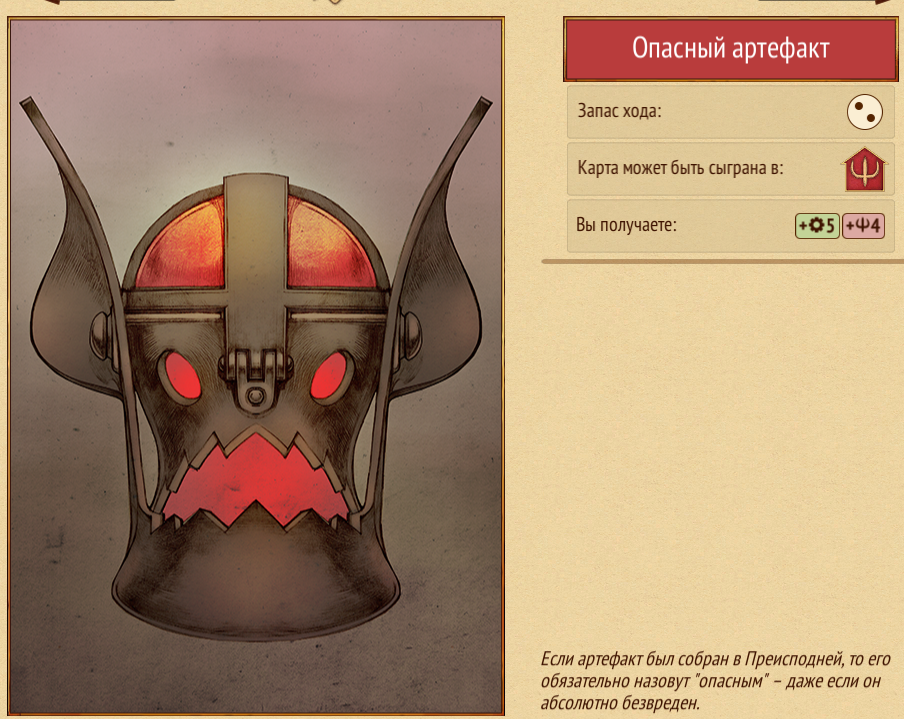 Опасный артефакт
Запас хода:
Карта может быть сыграна в:
Вы получаете: +5 +4
Если артефакт был собран в Преисподней, то его
обязательно назовут "опасным" – даже если он
абсолютно безвреден.